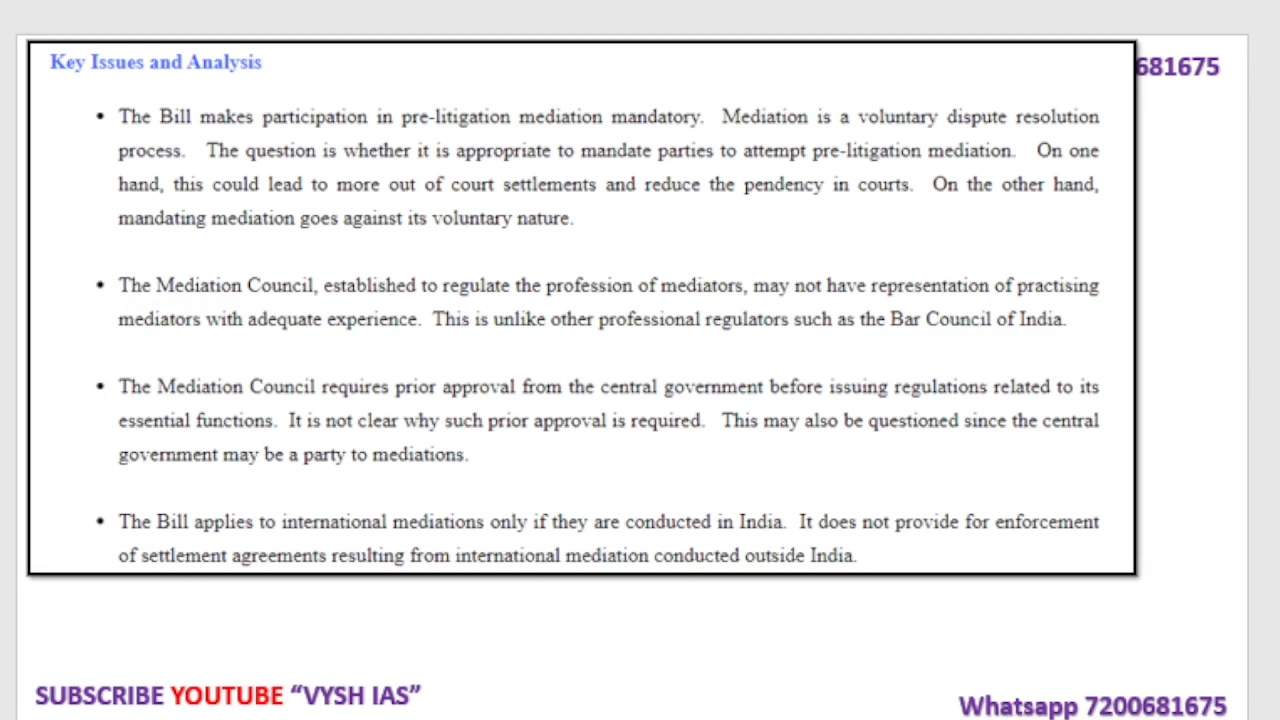 Key Issues and Analysis
681675
• The Bill makes participation in pre-litigation mediation mandatory. Mediation is a voluntary dispute resolution
process. The question is whether it is appropriate to mandate parties to attempt pre-litigation mediation. On one
hand, this could lead to more out of court settlements and reduce the pendency in courts. On the other hand,
mandating mediation goes against its voluntary nature.
• The Mediation Council, established to regulate the profession of mediators, may not have representation of practising
mediators with adequate experience. This is unlike other professional regulators such as the Bar Council of India.
• The Mediation Council requires prior approval from the central government before issuing regulations related to its
essential functions. It is not clear why such prior approval is required. This may also be questioned since the central
government may be a party to mediations.
• The Bill applies to international mediations only if they are conducted in India. It does not provide for enforcement
of settlement agreements resulting from international mediation conducted outside India.
SUBSCRIBE YOUTUBE “VYSH IAS”
Whatsapp 7200681675